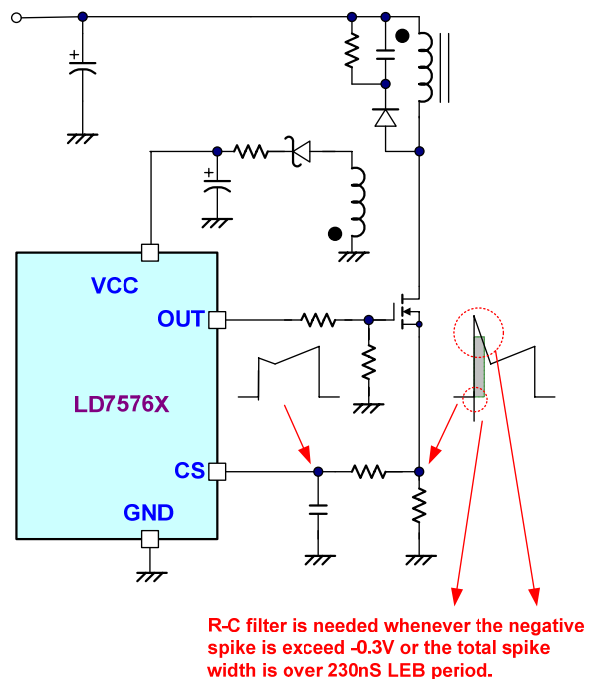 +
+
VCC
OUT
LD7576X
CS
GND
R-C filter is needed whenever the negative
spike is exceed -0.3V or the total spike
width is over 230nS LEB period.